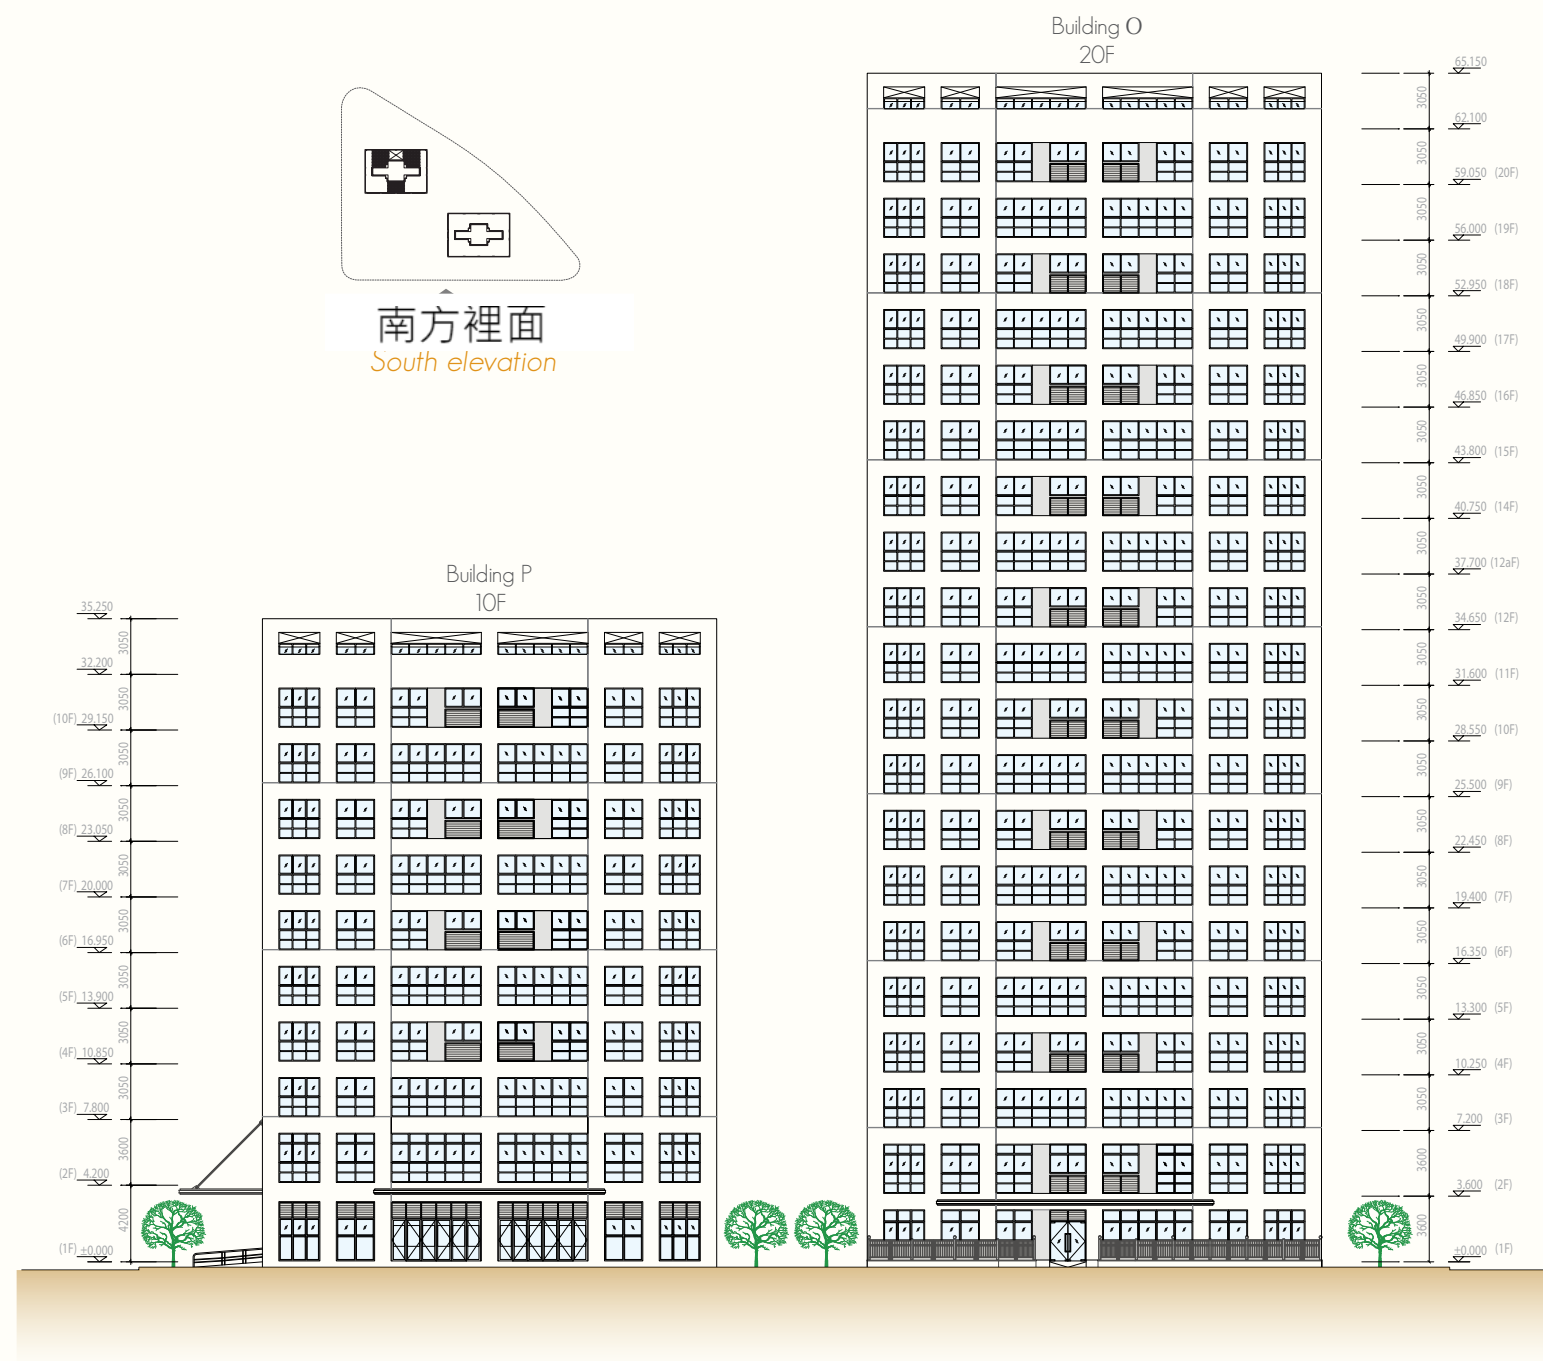 Building O
20F
南方裡面
South elevation
Building P
10F
35.250
3050
32.200
3050
(10F) 29.150
3050
(9F) 26.100
3050
(8F) 23.050
3050
(7F) 20.000
3050
(6F) 16.950
3050
(5F) 13.900
3050
(4F) 10.850
3050
(3F) 7.800
3600
(2F) 4.200
4200
(1F) ±0.000
65.150
3050
62.100
3050
59.050 (20F)
3050
56.000 (19F)
3050
52.950 (18F)
3050
49.900 (17F)
3050
46.850 (16F)
3050
43.800 (15F)
3050
40.750 (14F)
3050
37.700 (12aF)
3050
34.650 (12F)
3050
31.600 (11F)
3050
28.550 (10F)
3050
25.500 (9F)
3050
22.450 (8F)
3050
19.400 (7F)
3050
16.350 (6F)
3050
13.300 (5F)
3050
10.250 (4F)
3050
7.200 (3F)
3600
3.600 (2F)
3600
±0.000 (1F)